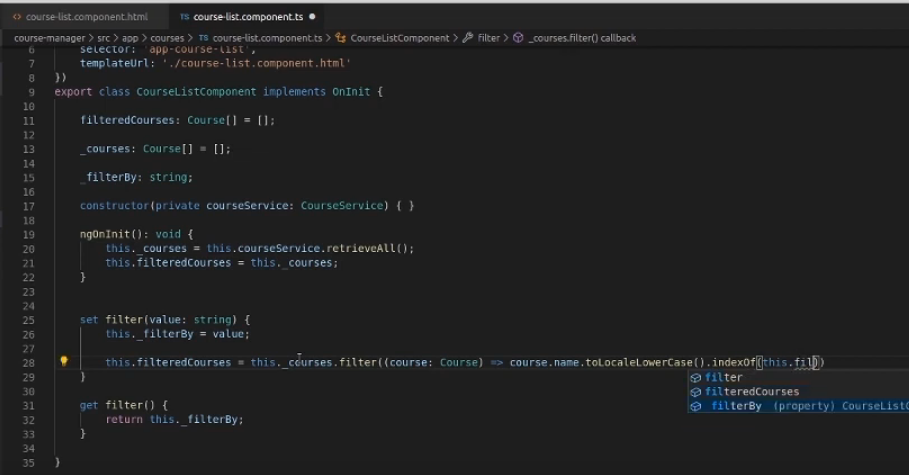 <> course-list.component.html TS course-list.component.ts ●
course-manager > src > app > courses > TS course-list.component.ts > CourseListComponent > filter > _courses.filter() callback
6 selector: 'app-course-list',
7 templateUrl: './course-list.component.html'
8 })
9 export class CourseListComponent implements OnInit {
10
11 filteredCourses: Course[] = [];
12
13 _courses: Course[] = [];
14
15 _filterBy: string;
16
17 constructor(private courseService: CourseService) { }
18
19 ngOnInit(): void {
20 this._courses = this.courseService.retrieveAll();
21 this.filteredCourses = this._courses;
22 }
23
24
25 set filter(value: string) {
26 this._filterBy = value;
27
28 this.filteredCourses = this._courses.filter((course: Course) => course.name.toLocaleLowerCase().indexOf(this.fil))
29 }
filter
30
filteredCourses
31 get filter() {
_filterBy (property) CourseListC
32 return this._filterBy;
33 }
34
35 }